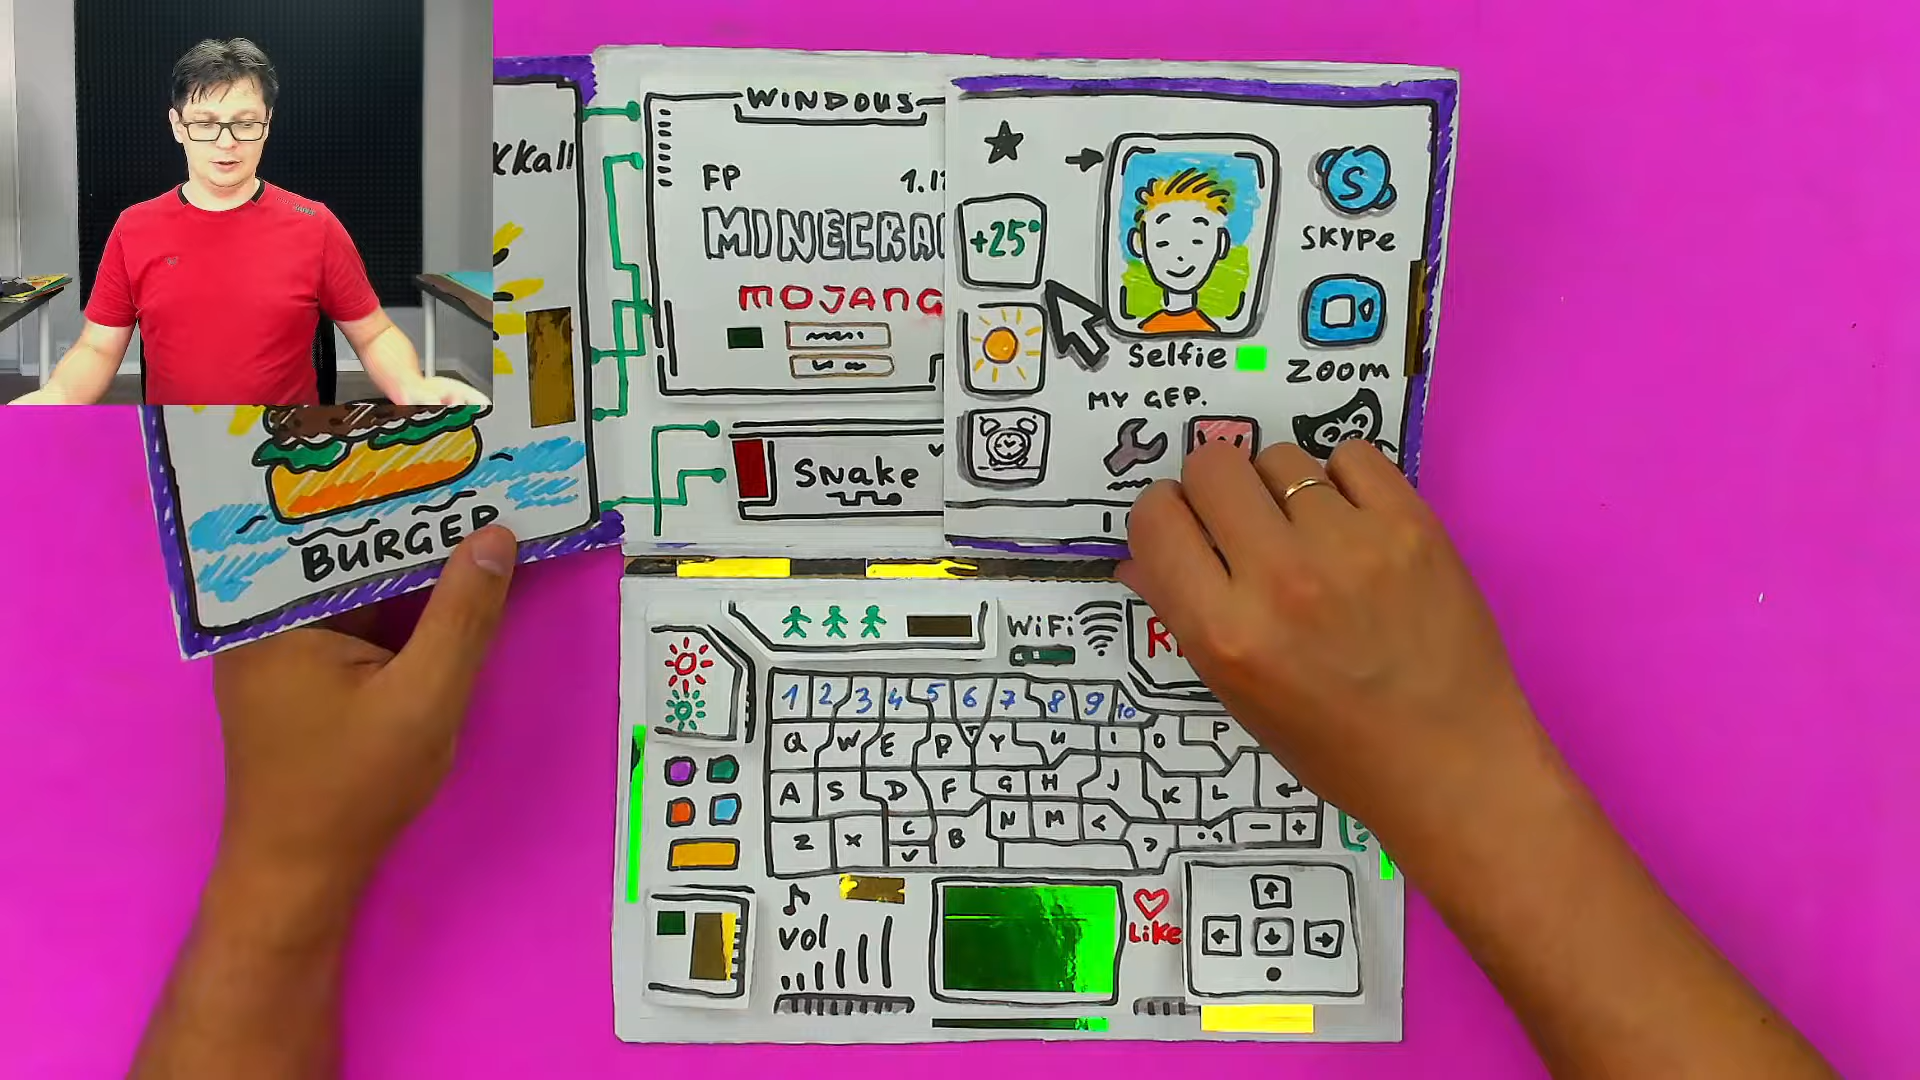 KKall
BURGER
WINDOUS
FP
MINECRA
MOJANG
Snake
+25°
Selfie
MY GEP.
S
SKYPe
ZOOM
WiFi
1 2 3 4 5 6 7 8 9 10
Q W E R T Y U I O P
A S D F G H J K L
Z X C V B N M < > - +
vol
LiKe